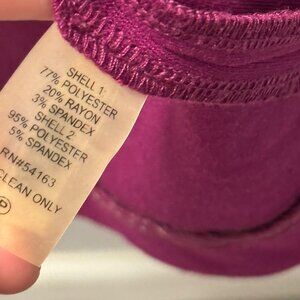 SHELL 1
77% POLYESTER
20% RAYON
3% SPANDEX
SHELL 2
95% POLYESTER
5% SPANDEX
RN#54163
CLEAN ONLY
P